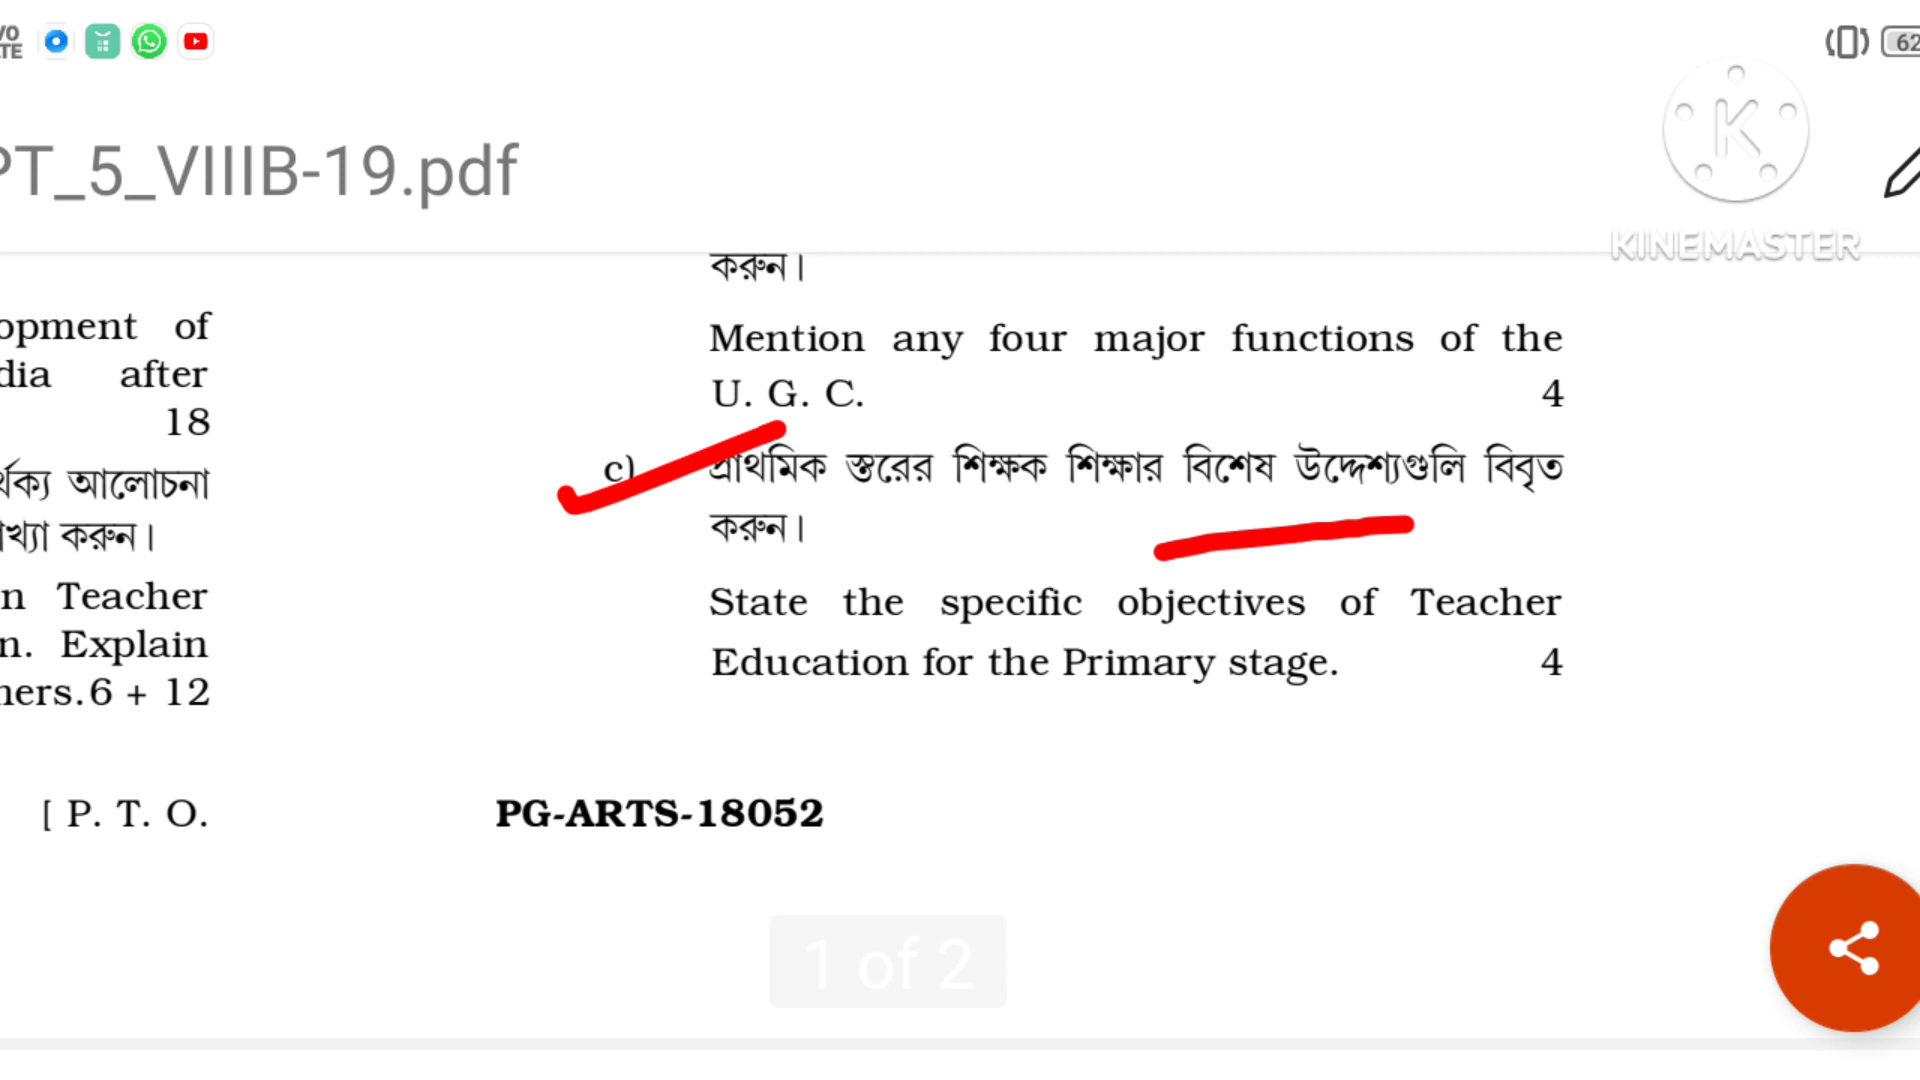 62
PT_5_VIIIB-19.pdf
KINEMASTER
opment of
dia after
18
র্থক্য আলোচনা
খ্যা করুন।
n Teacher
n. Explain
hers. 6 + 12
[ P. T. O.
করুন।
Mention any four major functions of the
U. G. C. 4
c) প্রাথমিক স্তরের শিক্ষক শিক্ষার বিশেষ উদ্দেশ্যগুলি বিবৃত
করুন।
State the specific objectives of Teacher
Education for the Primary stage. 4
PG-ARTS-18052
1 of 2